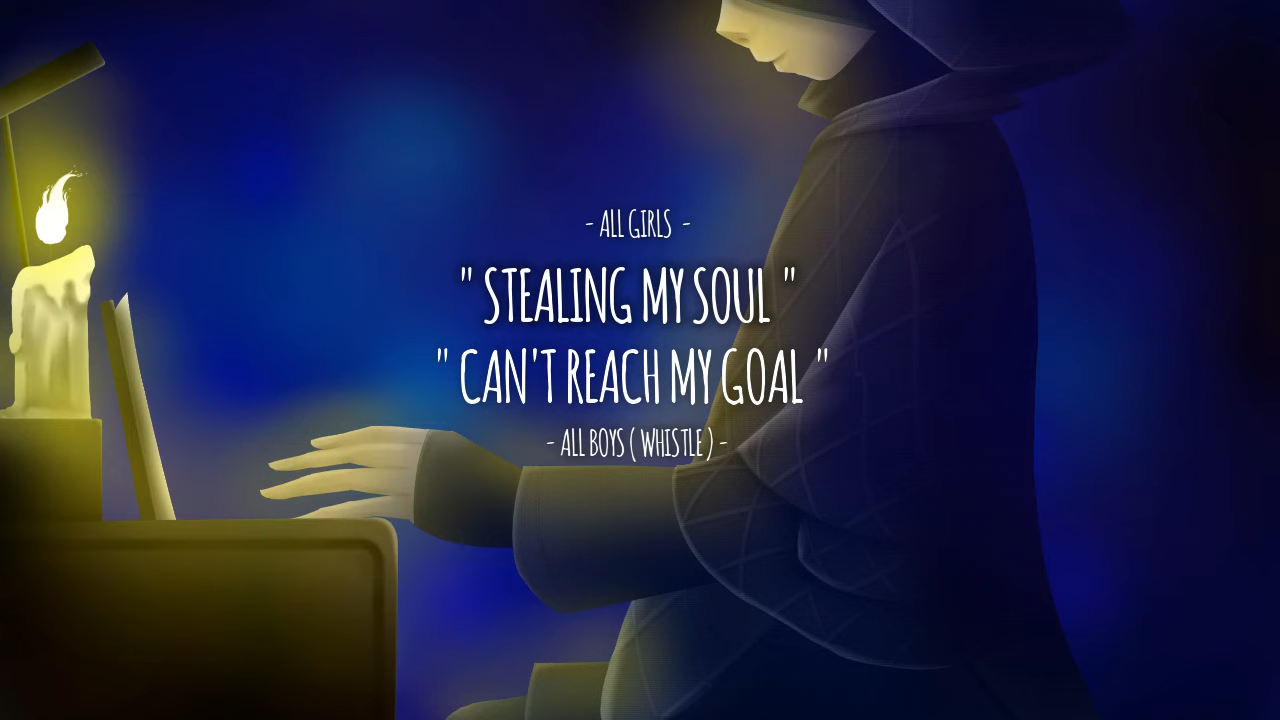 - ALL GIRLS -
" STEALING MY SOUL "
" CAN'T REACH MY GOAL "
- ALL BOYS ( WHISTLE ) -